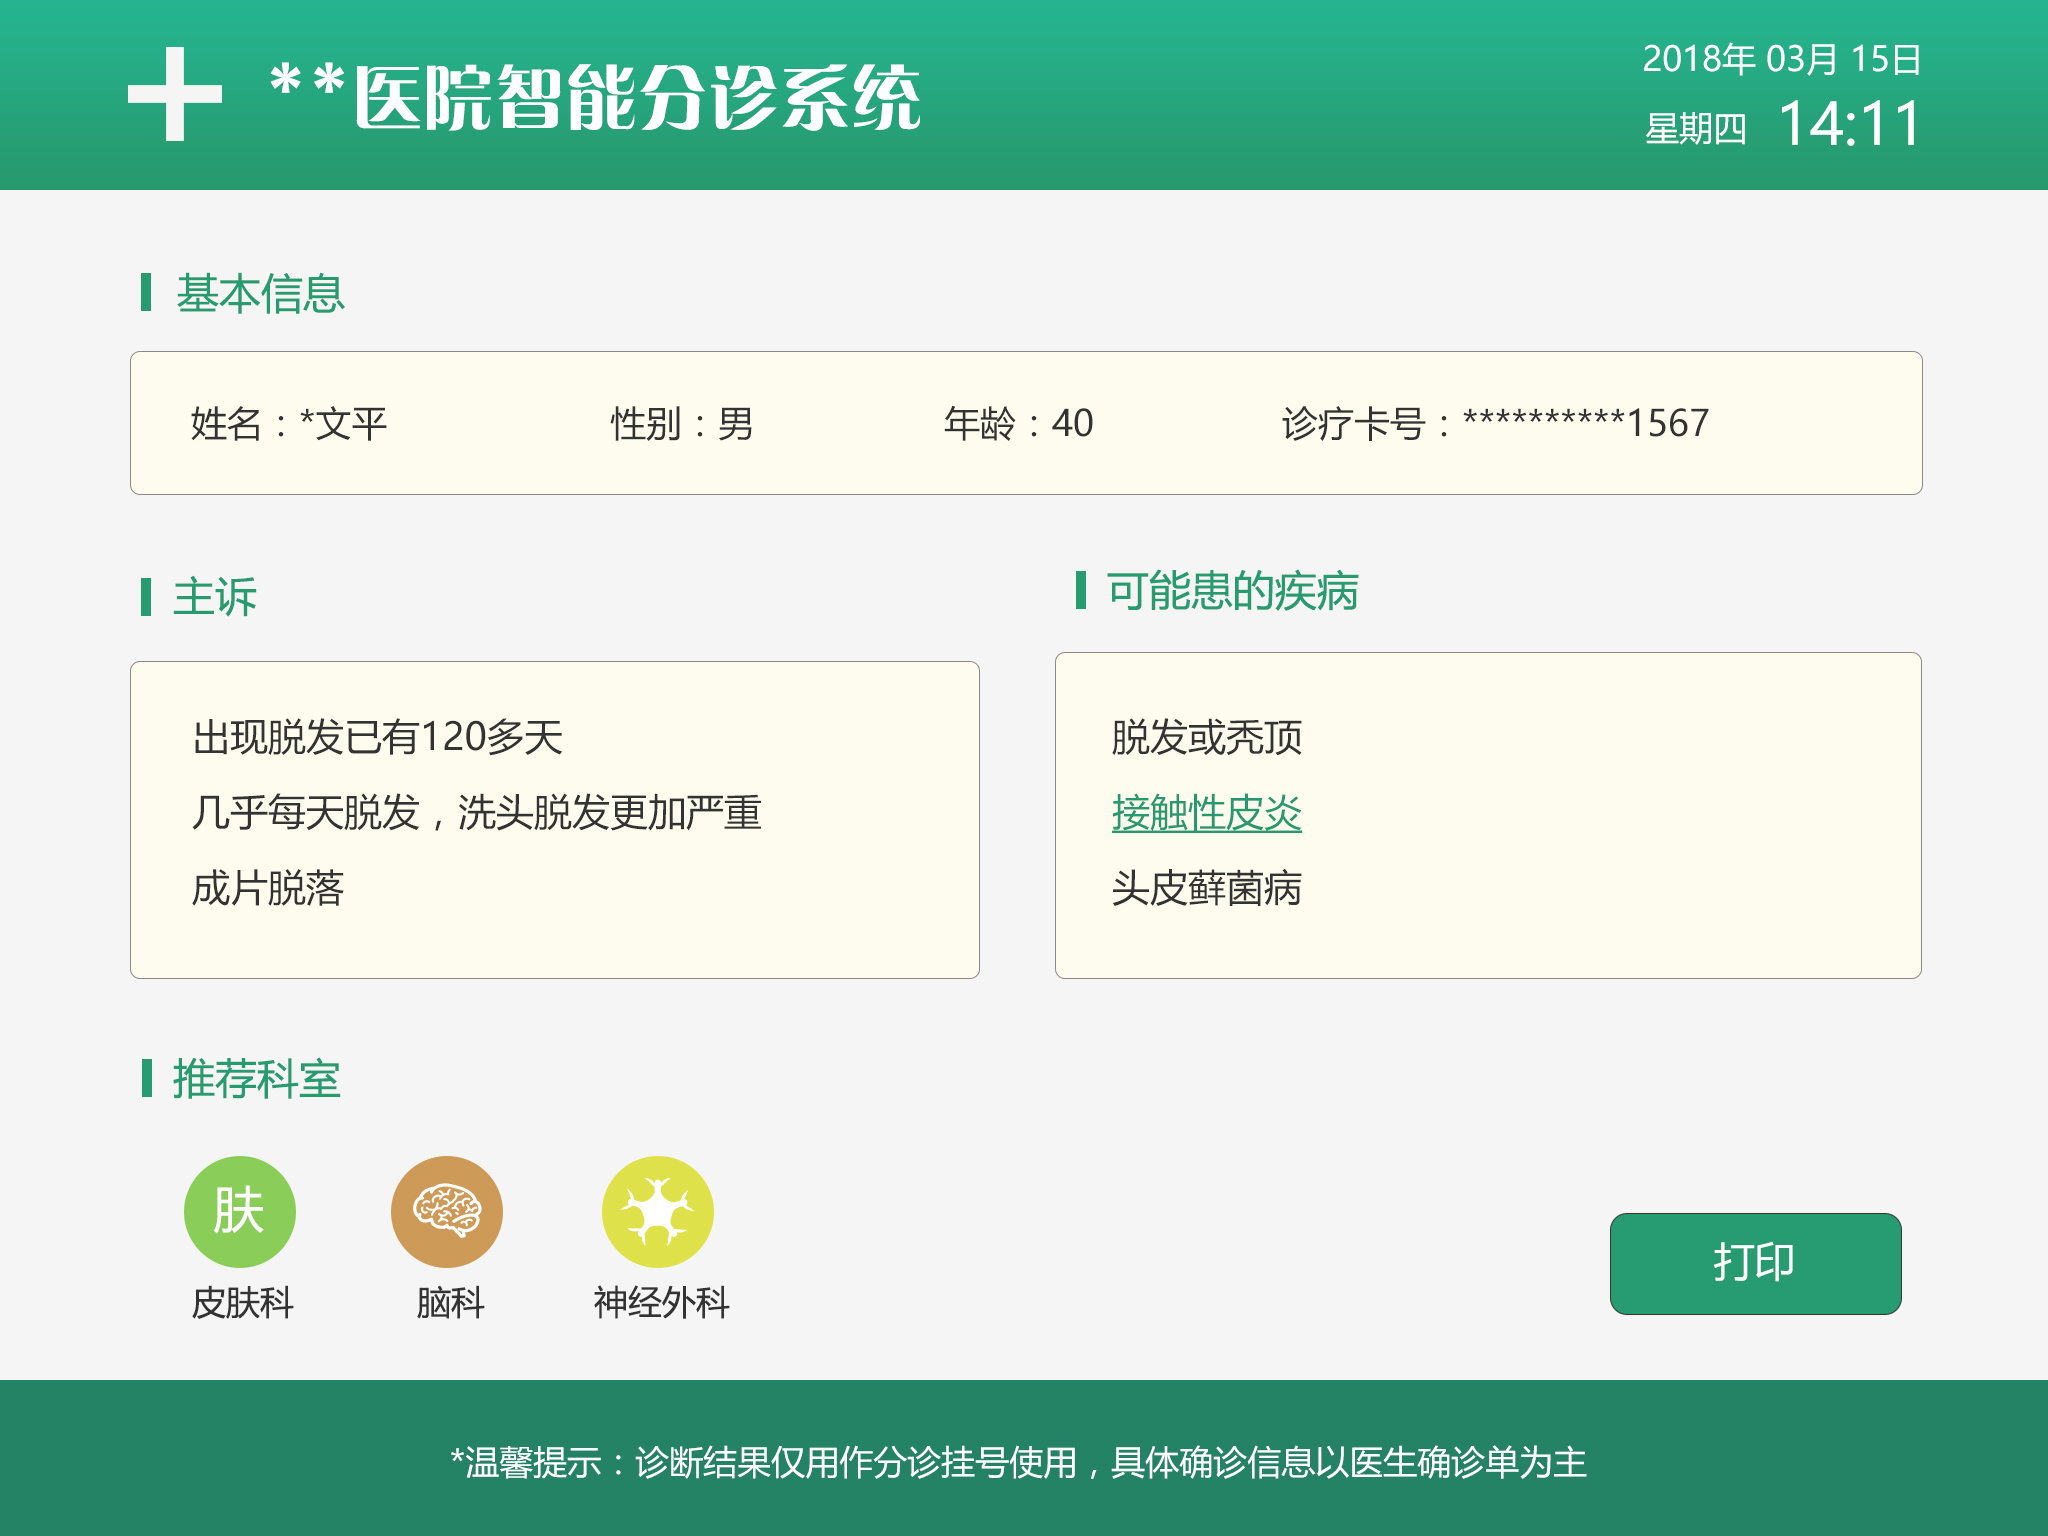 **医院智能分诊系统
2018年 03月 15日
星期四 14:11
基本信息
姓名：*文平 性别：男 年龄：40 诊疗卡号：**********1567
主诉
出现脱发已有120多天
几乎每天脱发，洗头脱发更加严重
成片脱落
可能患的疾病
脱发或秃顶
接触性皮炎
头皮藓菌病
推荐科室
肤
皮肤科 脑科 神经外科
打印
*温馨提示：诊断结果仅用作分诊挂号使用，具体确诊信息以医生确诊单为主